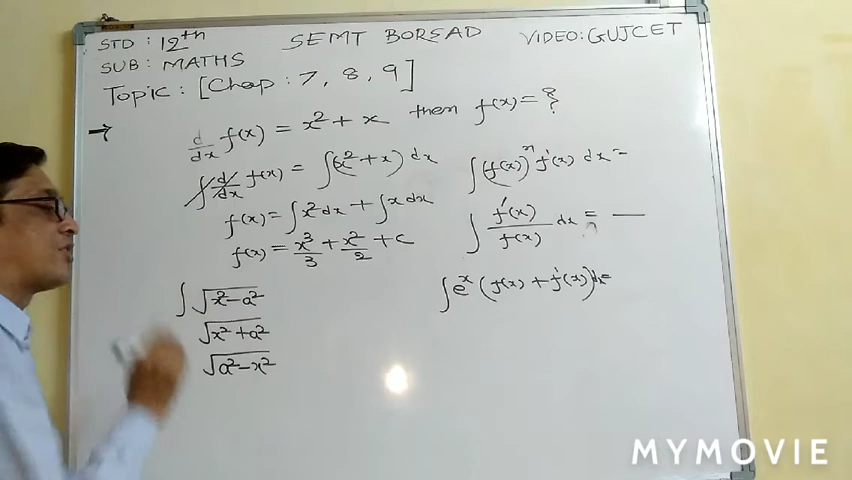 STD : 12th SEMT BOREAD VIDEO: GUJCET
SUB : MATHS
Topic : [Chap : 7, 8, 9]
→ d/dx f(x) = x² + x then f(x) = ?
∫ d/dx f(x) = ∫(x² + x) dx
f(x) = ∫x² dx + ∫x dx
f(x) = x³/3 + x²/2 + c
∫ √x² - a²
√x² + a²
√a² - x²
∫(f(x))ⁿ f'(x) dx =
∫ f'(x)/f(x) dx = —
∫eˣ (f(x) + f'(x)) dx =
MYMOVIE